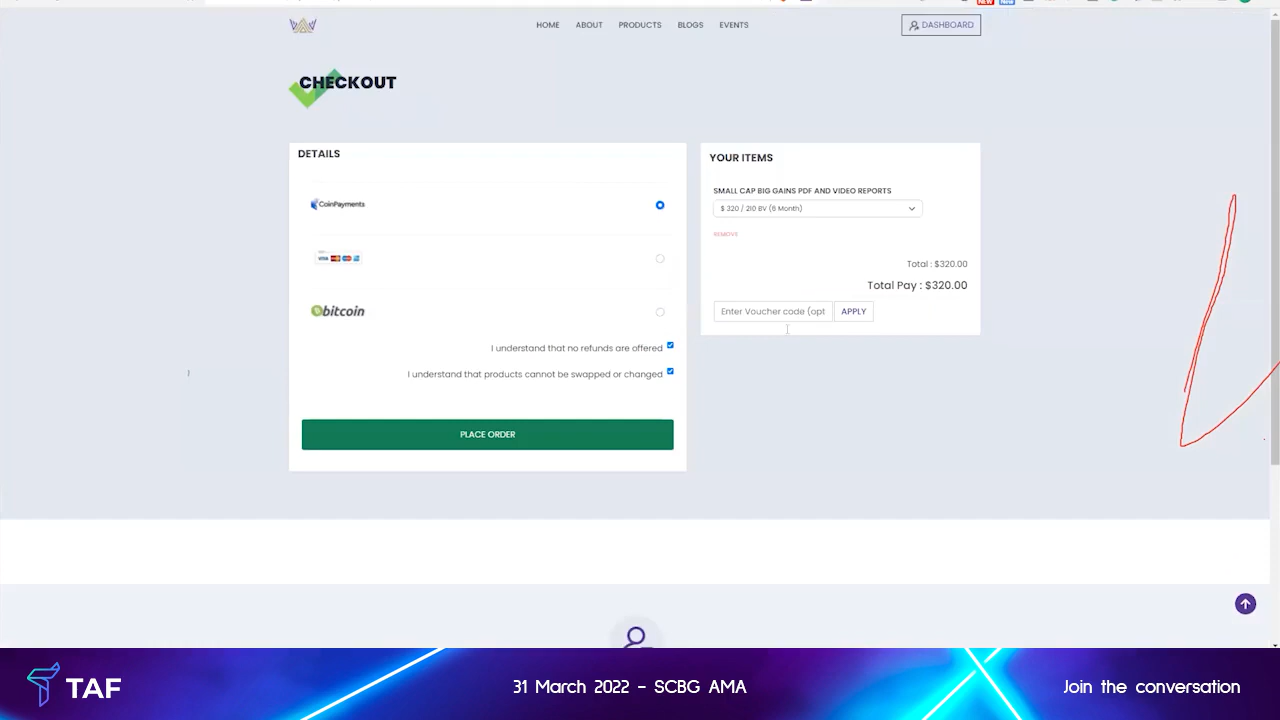 HOME ABOUT PRODUCTS BLOGS EVENTS DASHBOARD
CHECKOUT
DETAILS
CoinPayments
VISA
bitcoin
I understand that no refunds are offered
I understand that products cannot be swapped or changed
PLACE ORDER
YOUR ITEMS
SMALL CAP BIG GAINS PDF AND VIDEO REPORTS
$ 320 / 210 BV (6 Month)
REMOVE
Total : $320.00
Total Pay : $320.00
Enter Voucher code (opt APPLY
TAF 31 March 2022 - SCBG AMA Join the conversation